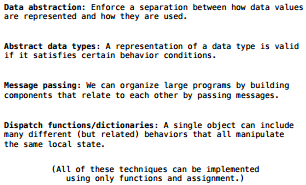 Data abstraction: Enforce a separation between how data values
are represented and how they are used.
Abstract data types: A representation of a data type is valid
if it satisfies certain behavior conditions.
Message passing: We can organize large programs by building
components that relate to each other by passing messages.
Dispatch functions/dictionaries: A single object can include
many different (but related) behaviors that all manipulate
the same local state.
(All of these techniques can be implemented
using only functions and assignment.)